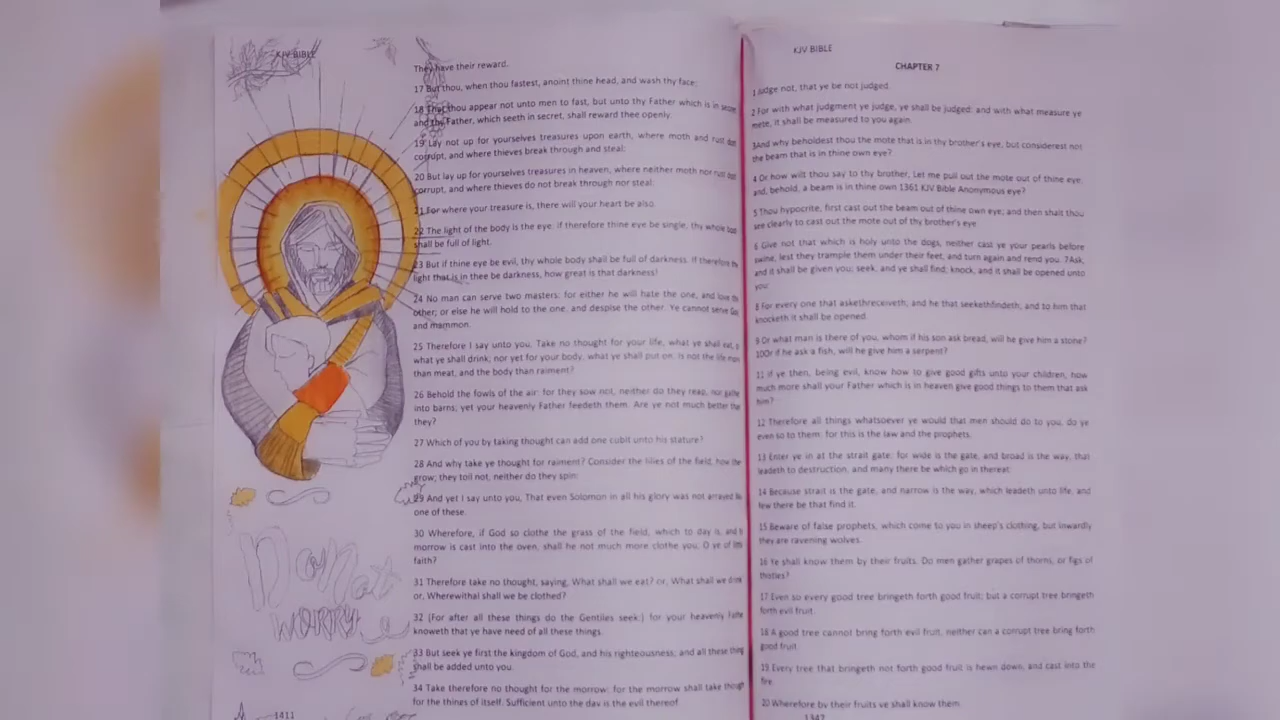 KJV BIBLE
They have their reward.
17 But thou, when thou fastest, anoint thine head, and wash thy face:
18 That thou appear not unto men to fast, but unto thy Father which is in secret
and thy Father, which seeth in secret, shall reward thee openly.
19 Lay not up for yourselves treasures upon earth, where moth and rust doth
corrupt, and where thieves break through and steal:
20 But lay up for yourselves treasures in heaven, where neither moth nor rust doth
corrupt, and where thieves do not break through nor steal:
21 For where your treasure is, there will your heart be also.
22 The light of the body is the eye: if therefore thine eye be single, thy whole body
shall be full of light.
23 But if thine eye be evil, thy whole body shall be full of darkness. If therefore the
light that is in thee be darkness, how great is that darkness!
24 No man can serve two masters: for either he will hate the one, and love the
other; or else he will hold to the one, and despise the other. Ye cannot serve God
and mammon.
25 Therefore I say unto you, Take no thought for your life, what ye shall eat,
what ye shall drink; nor yet for your body, what ye shall put on. Is not the life more
than meat, and the body than raiment?
26 Behold the fowls of the air: for they sow not, neither do they reap, nor gather
into barns; yet your heavenly Father feedeth them. Are ye not much better
they?
27 Which of you by taking thought can add one cubit unto his stature?
28 And why take ye thought for raiment? Consider the lilies of the field, how the
grow; they toil not, neither do they spin:
29 And yet I say unto you, That even Solomon in all his glory was not arrayed
one of these.
30 Wherefore, if God so clothe the grass of the field, which to day is, and
morrow is cast into the oven, shall he not much more clothe you, O ye of little
faith?
31 Therefore take no thought, saying, What shall we eat? or, What shall we drink
or, Wherewithal shall we be clothed?
32 (For after all these things do the Gentiles seek:) for your heavenly Father
knoweth that ye have need of all these things.
33 But seek ye first the kingdom of God, and his righteousness; and all these thing
shall be added unto you.
34 Take therefore no thought for the morrow: for the morrow shall take though
for the things of itself. Sufficient unto the day is the evil thereof.
Do not
WORRY
1411
KJV BIBLE
CHAPTER 7
1 Judge not, that ye be not judged.
2 For with what judgment ye judge, ye shall be judged: and with what measure ye
mete, it shall be measured to you again.
3And why beholdest thou the mote that is in thy brother's eye, but considerest not
the beam that is in thine own eye?
4 Or how wilt thou say to thy brother, Let me pull out the mote out of thine eye;
and, behold, a beam is in thine own 1361 KJV Bible Anonymous eye?
5 Thou hypocrite, first cast out the beam out of thine own eye; and then shalt thou
see clearly to cast out the mote out of thy brother's eye
6 Give not that which is holy unto the dogs, neither cast ye your pearls before
swine, lest they trample them under their feet, and turn again and rend you. 7Ask,
and it shall be given you; seek, and ye shall find; knock, and it shall be opened unto
you:
8 For every one that askethreceiveth; and he that seekethfindeth; and to him that
knocketh it shall be opened.
9 Or what man is there of you, whom if his son ask bread, will he give him a stone?
10Or if he ask a fish, will he give him a serpent?
11 If ye then, being evil, know how to give good gifts unto your children, how
much more shall your Father which is in heaven give good things to them that ask
him?
12 Therefore all things whatsoever ye would that men should do to you, do ye
even so to them: for this is the law and the prophets.
13 Enter ye in at the strait gate: for wide is the gate, and broad is the way, that
leadeth to destruction, and many there be which go in thereat:
14 Because strait is the gate, and narrow is the way, which leadeth unto life, and
few there be that find it.
15 Beware of false prophets, which come to you in sheep's clothing, but inwardly
they are ravening wolves.
16 Ye shall know them by their fruits. Do men gather grapes of thorns, or figs of
thistles?
17 Even so every good tree bringeth forth good fruit; but a corrupt tree bringeth
forth evil fruit.
18 A good tree cannot bring forth evil fruit, neither can a corrupt tree bring forth
good fruit.
19 Every tree that bringeth not forth good fruit is hewn down, and cast into the
fire.
20 Wherefore by their fruits ye shall know them.